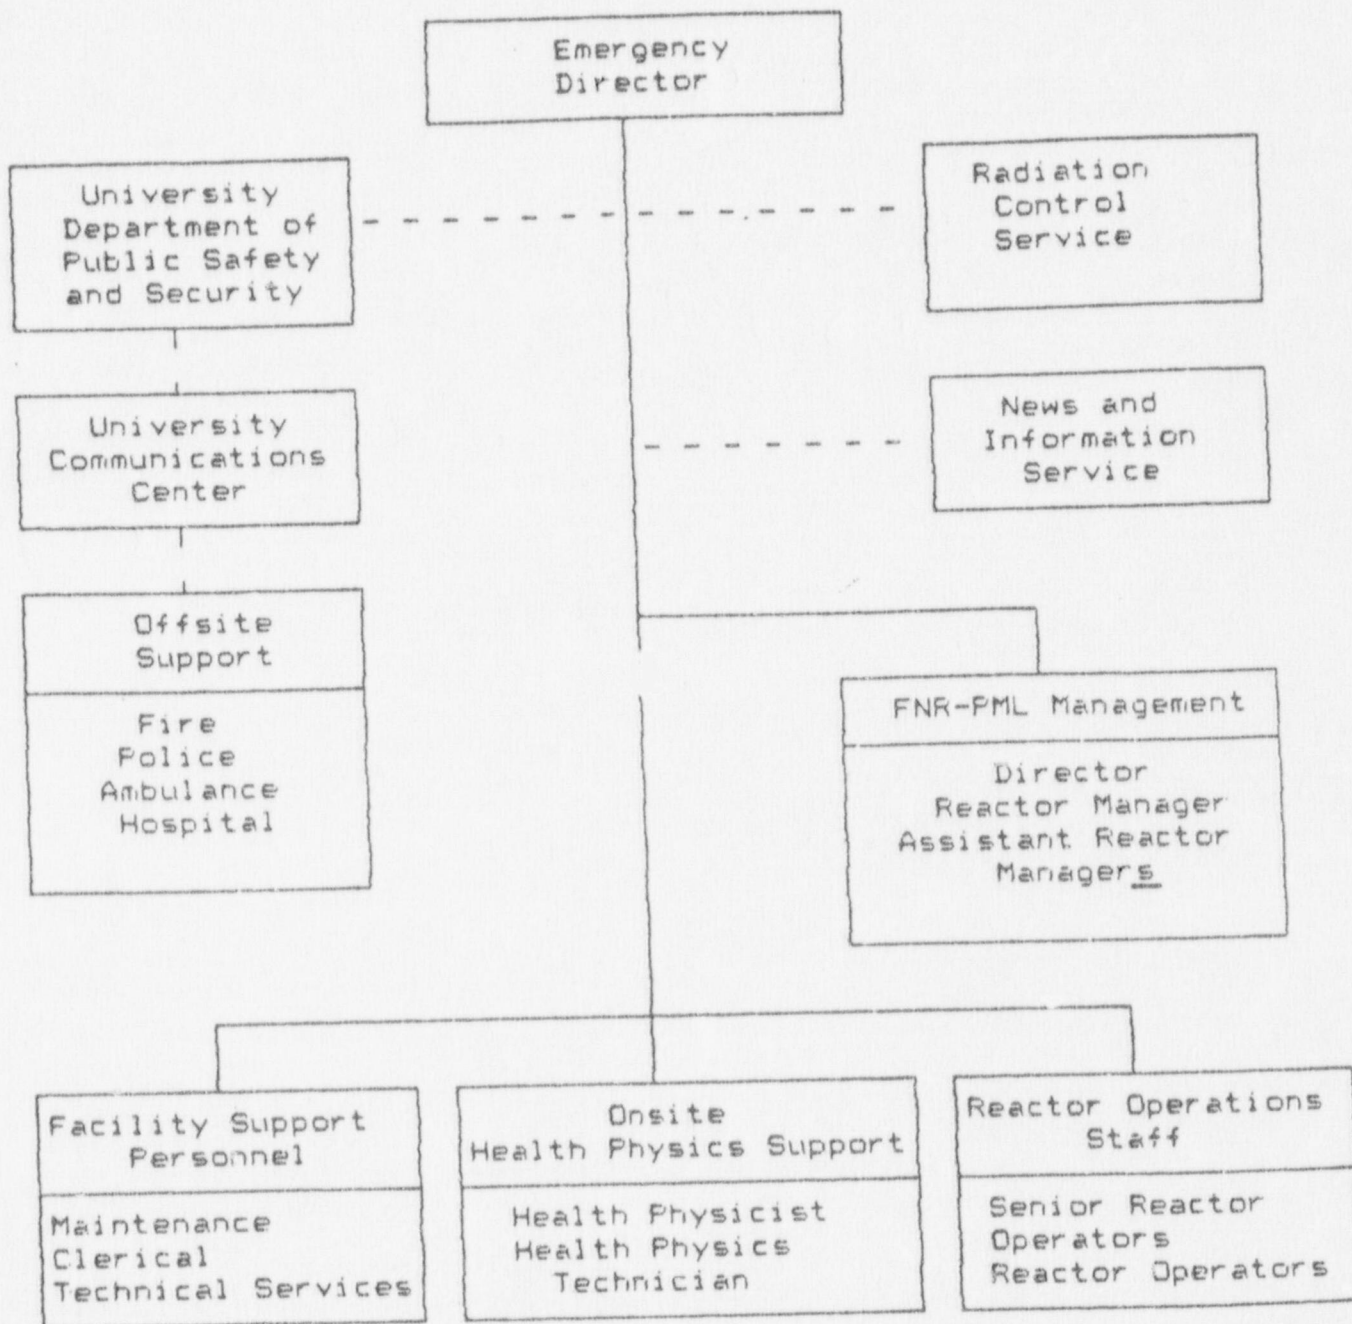 Emergency
Director
University
Department of
Public Safety
and Security
Radiation
Control
Service
University
Communications
Center
News and
Information
Service
Offsite
Support
Fire
Police
Ambulance
Hospital
FNR-PML Management
Director
Reactor Manager
Assistant Reactor
Managers
Facility Support
Personnel
Maintenance
Clerical
Technical Services
Onsite
Health Physics Support
Health Physicist
Health Physics
Technician
Reactor Operations
Staff
Senior Reactor
Operators
Reactor Operators